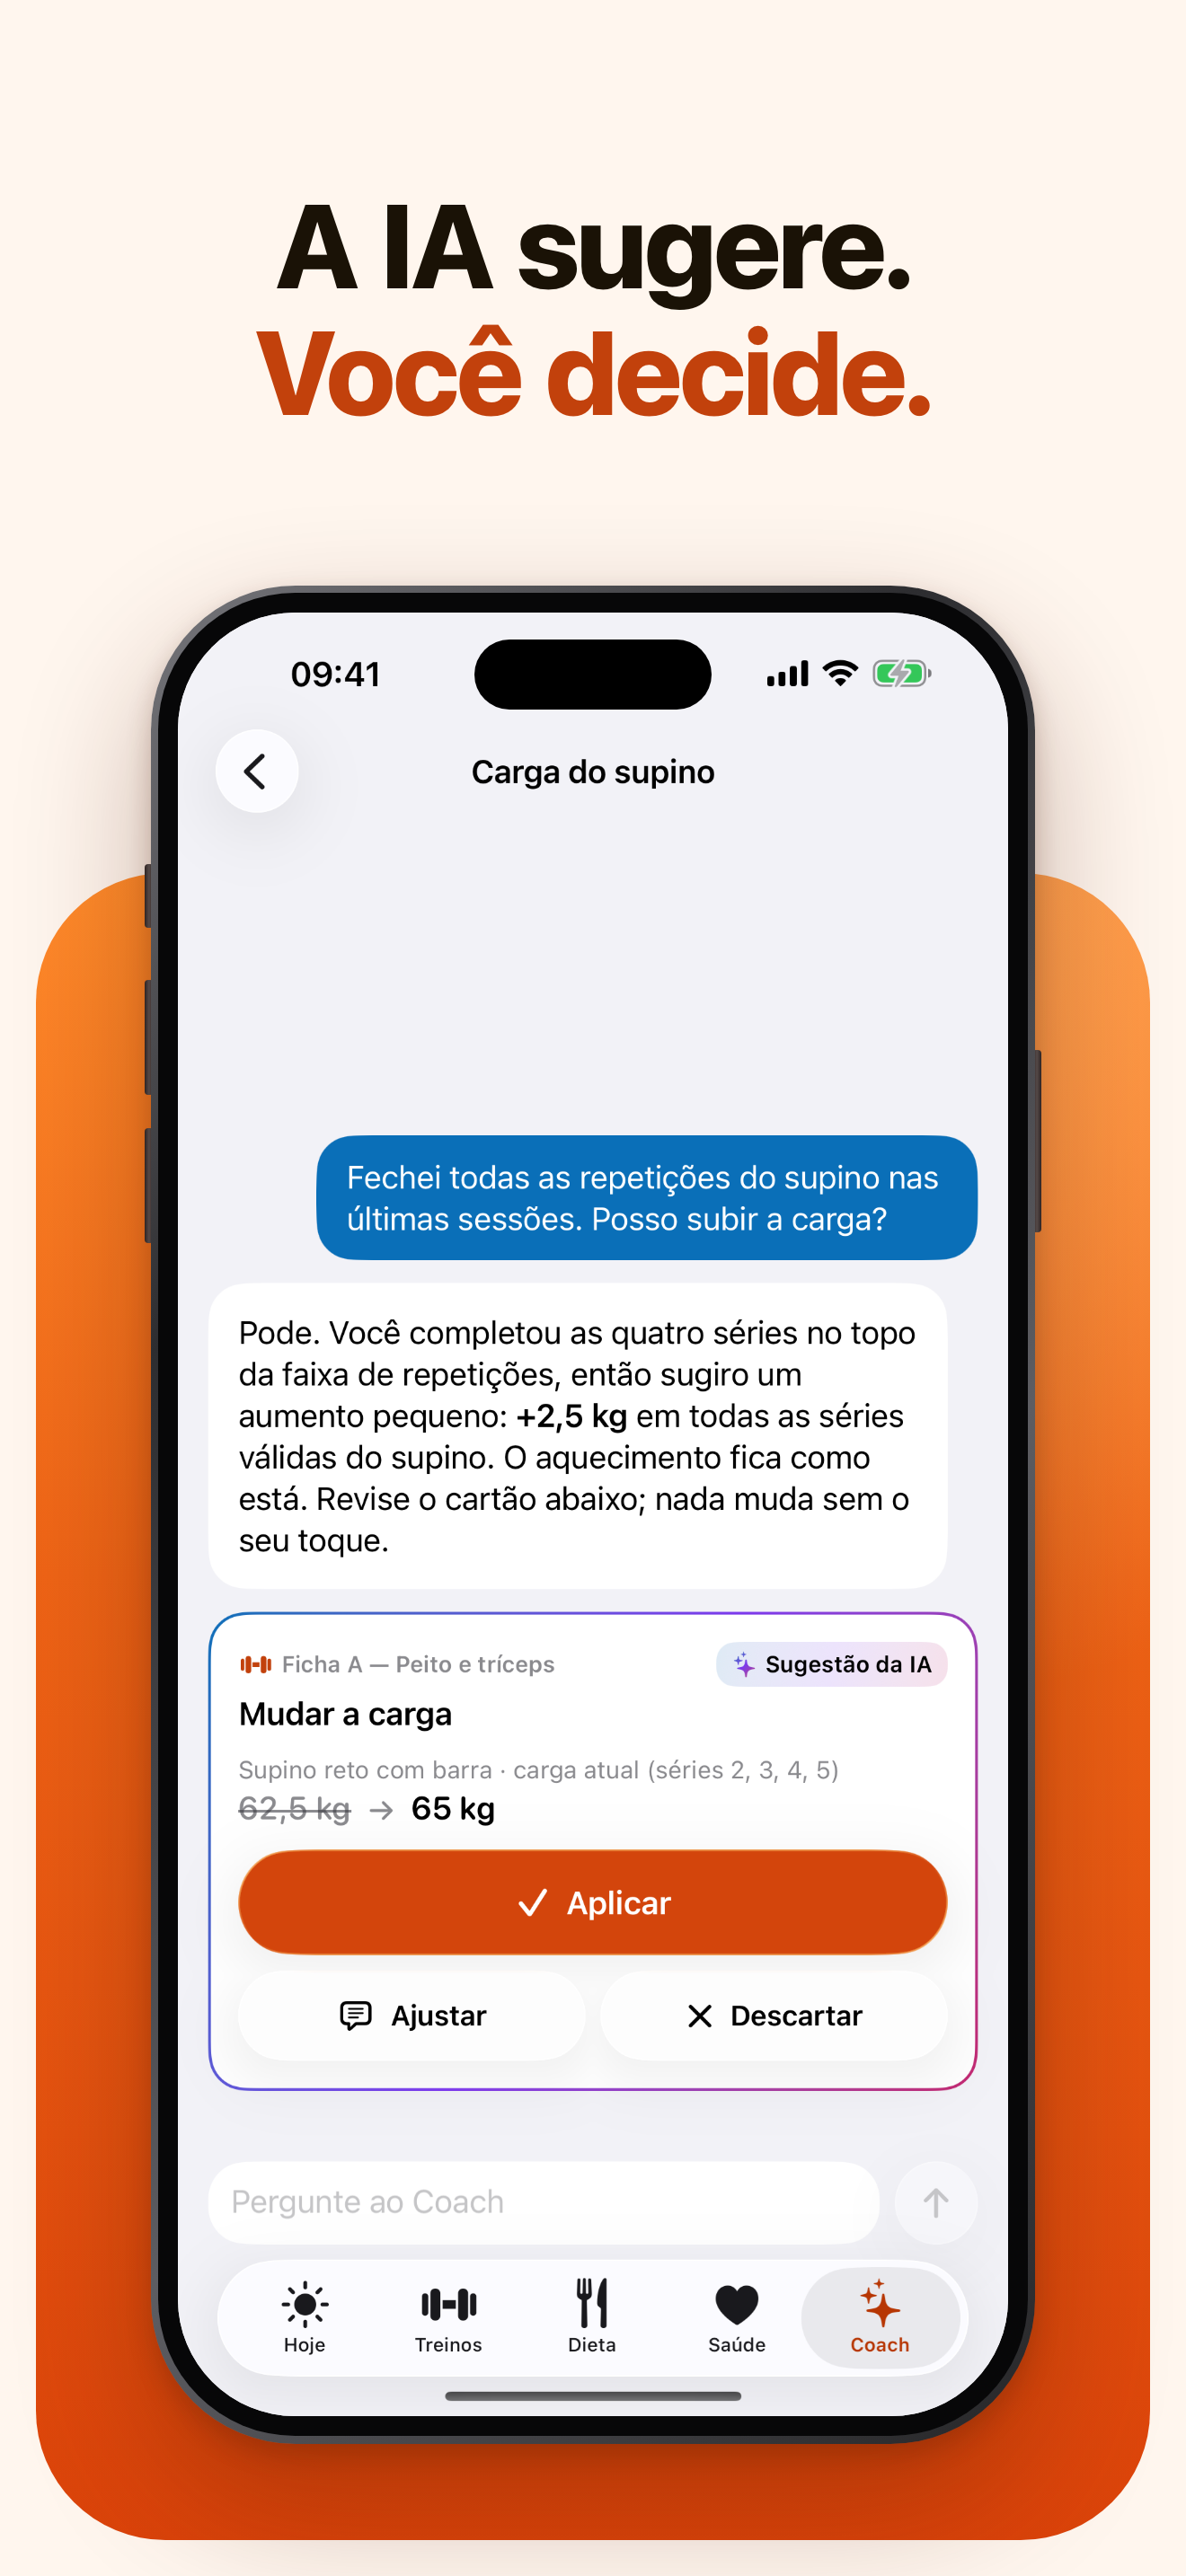 A IA sugere.
Você decide.
09:41
Carga do supino
Fechei todas as repetições do supino nas
últimas sessões. Posso subir a carga?
Pode. Você completou as quatro séries no topo
da faixa de repetições, então sugiro um
aumento pequeno: +2,5 kg em todas as séries
válidas do supino. O aquecimento fica como
está. Revise o cartão abaixo; nada muda sem o
seu toque.
Ficha A — Peito e tríceps
Sugestão da IA
Mudar a carga
Supino reto com barra · carga atual (séries 2, 3, 4, 5)
62,5 kg → 65 kg
Aplicar
Ajustar
Descartar
Pergunte ao Coach
Hoje
Treinos
Dieta
Saúde
Coach